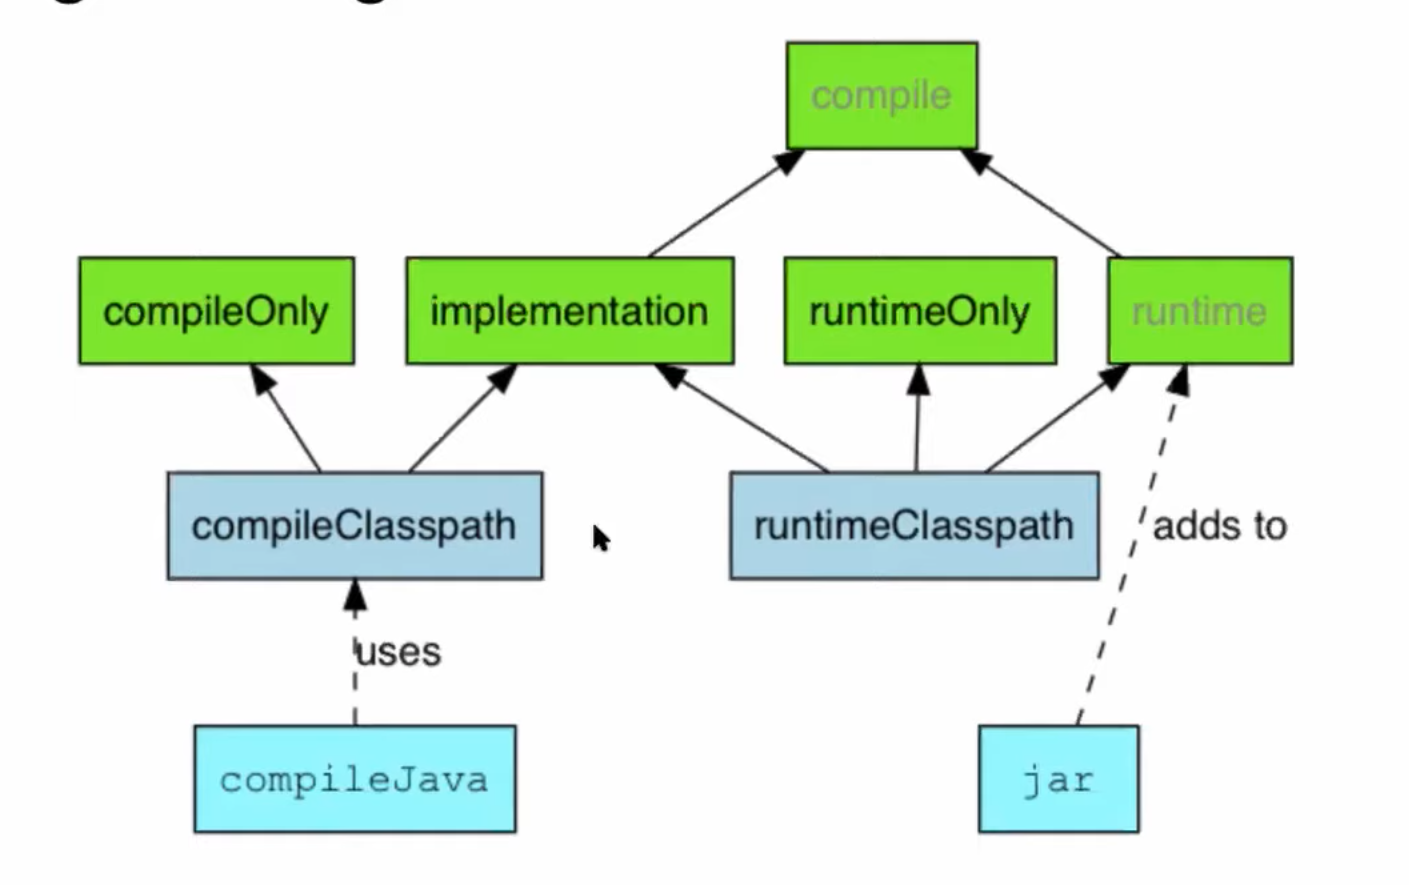 compile
compileOnly
implementation
runtimeOnly
runtime
compileClasspath
runtimeClasspath
adds to
uses
compileJava
jar